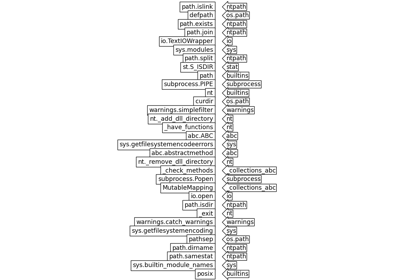 path.islink ntpath
defpath os.path
path.exists ntpath
path.join ntpath
io.TextIOWrapper io
sys.modules sys
path.split ntpath
st.S_ISDIR stat
path builtins
subprocess.PIPE subprocess
nt builtins
curdir os.path
warnings.simplefilter warnings
nt._add_dll_directory nt
_have_functions nt
abc.ABC abc
sys.getfilesystemencodeerrors sys
abc.abstractmethod abc
nt._remove_dll_directory nt
_check_methods _collections_abc
subprocess.Popen subprocess
MutableMapping _collections_abc
io.open io
path.isdir ntpath
_exit nt
warnings.catch_warnings warnings
sys.getfilesystemencoding sys
pathsep os.path
path.dirname ntpath
path.samestat ntpath
sys.builtin_module_names sys
posix builtins